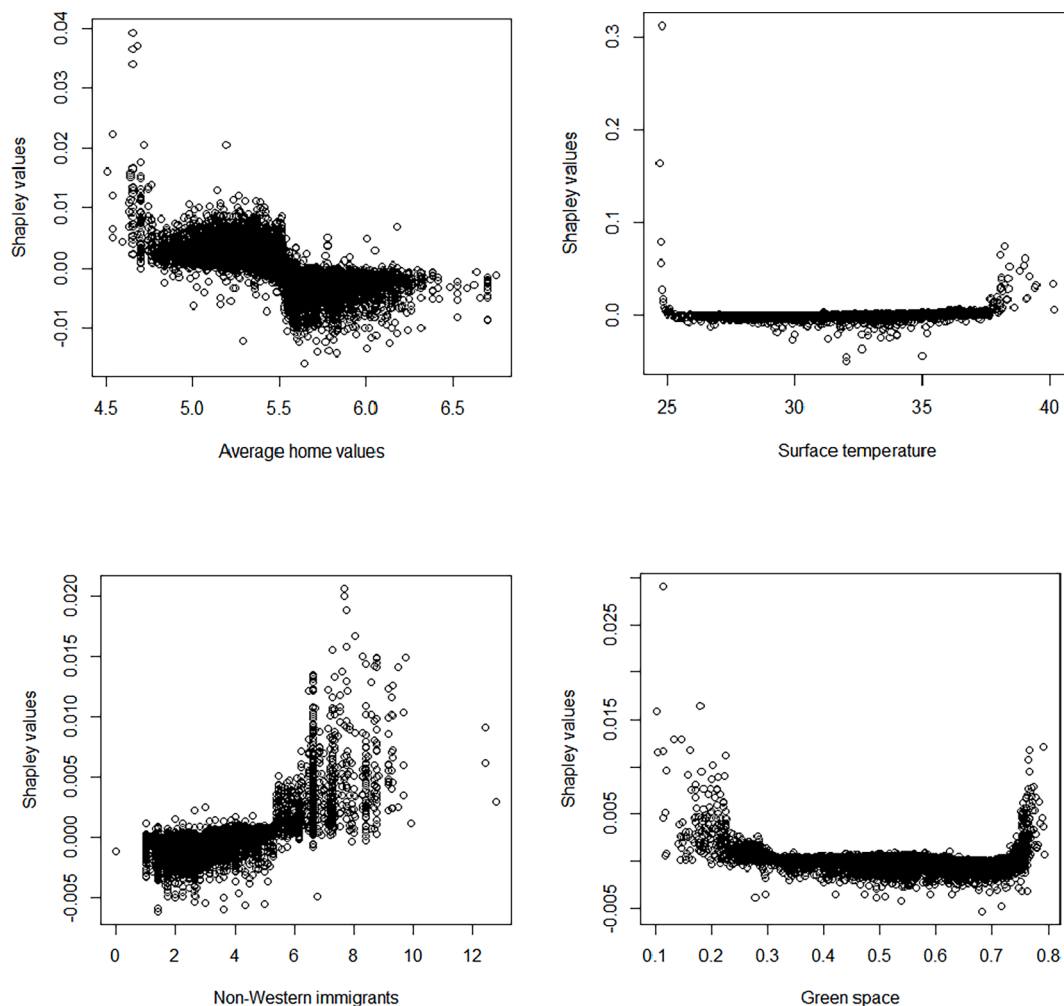 0.04
0.03
0.02
0.01
0.00
-0.01
Shapley values
4.5 5.0 5.5 6.0 6.5
Average home values
0.3
0.2
0.1
0.0
Shapley values
25 30 35 40
Surface temperature
0.020
0.015
0.010
0.005
0.000
-0.005
Shapley values
0 2 4 6 8 10 12
Non-Western immigrants
0.025
0.015
0.005
-0.005
Shapley values
0.1 0.2 0.3 0.4 0.5 0.6 0.7 0.8
Green space